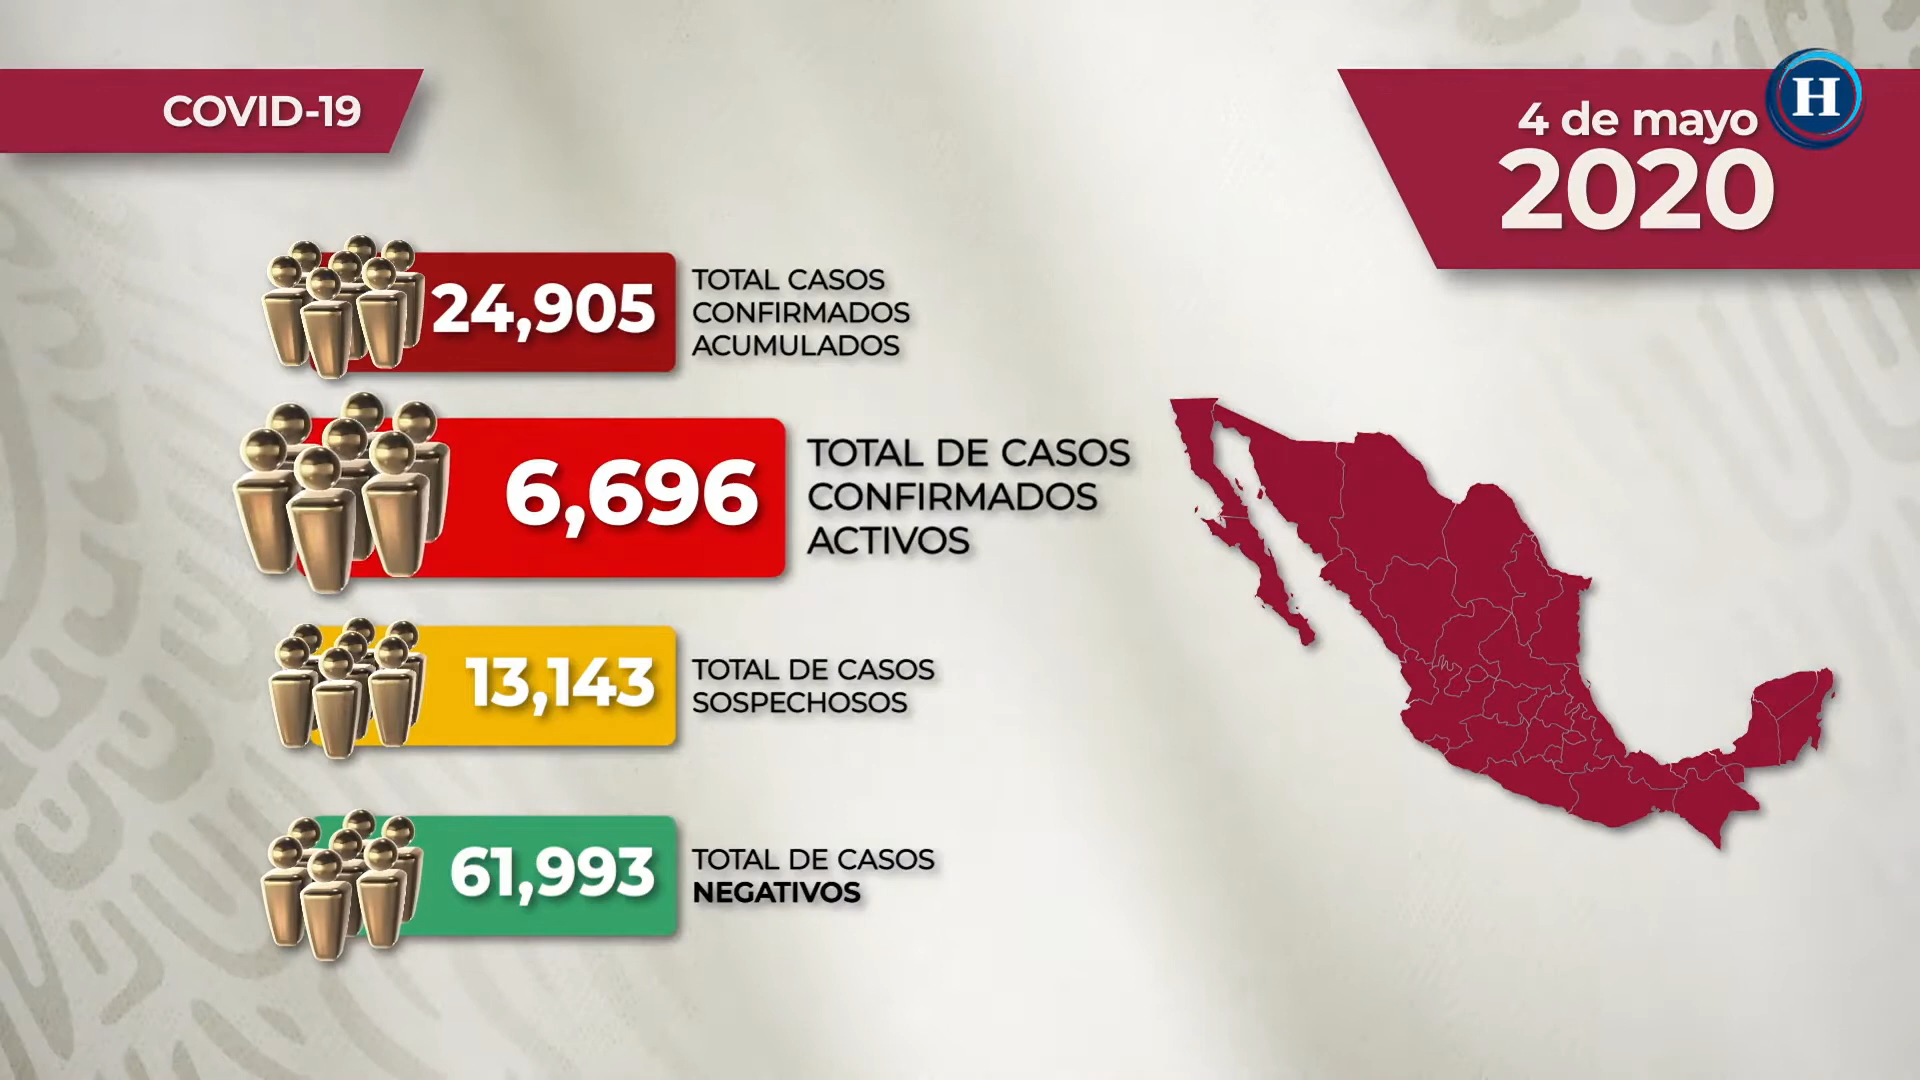 COVID-19
4 de mayo
H
2020
24,905
TOTAL CASOS
CONFIRMADOS
ACUMULADOS
6,696
TOTAL DE CASOS
CONFIRMADOS
ACTIVOS
13,143
TOTAL DE CASOS
SOSPECHOSOS
61,993
TOTAL DE CASOS
NEGATIVOS